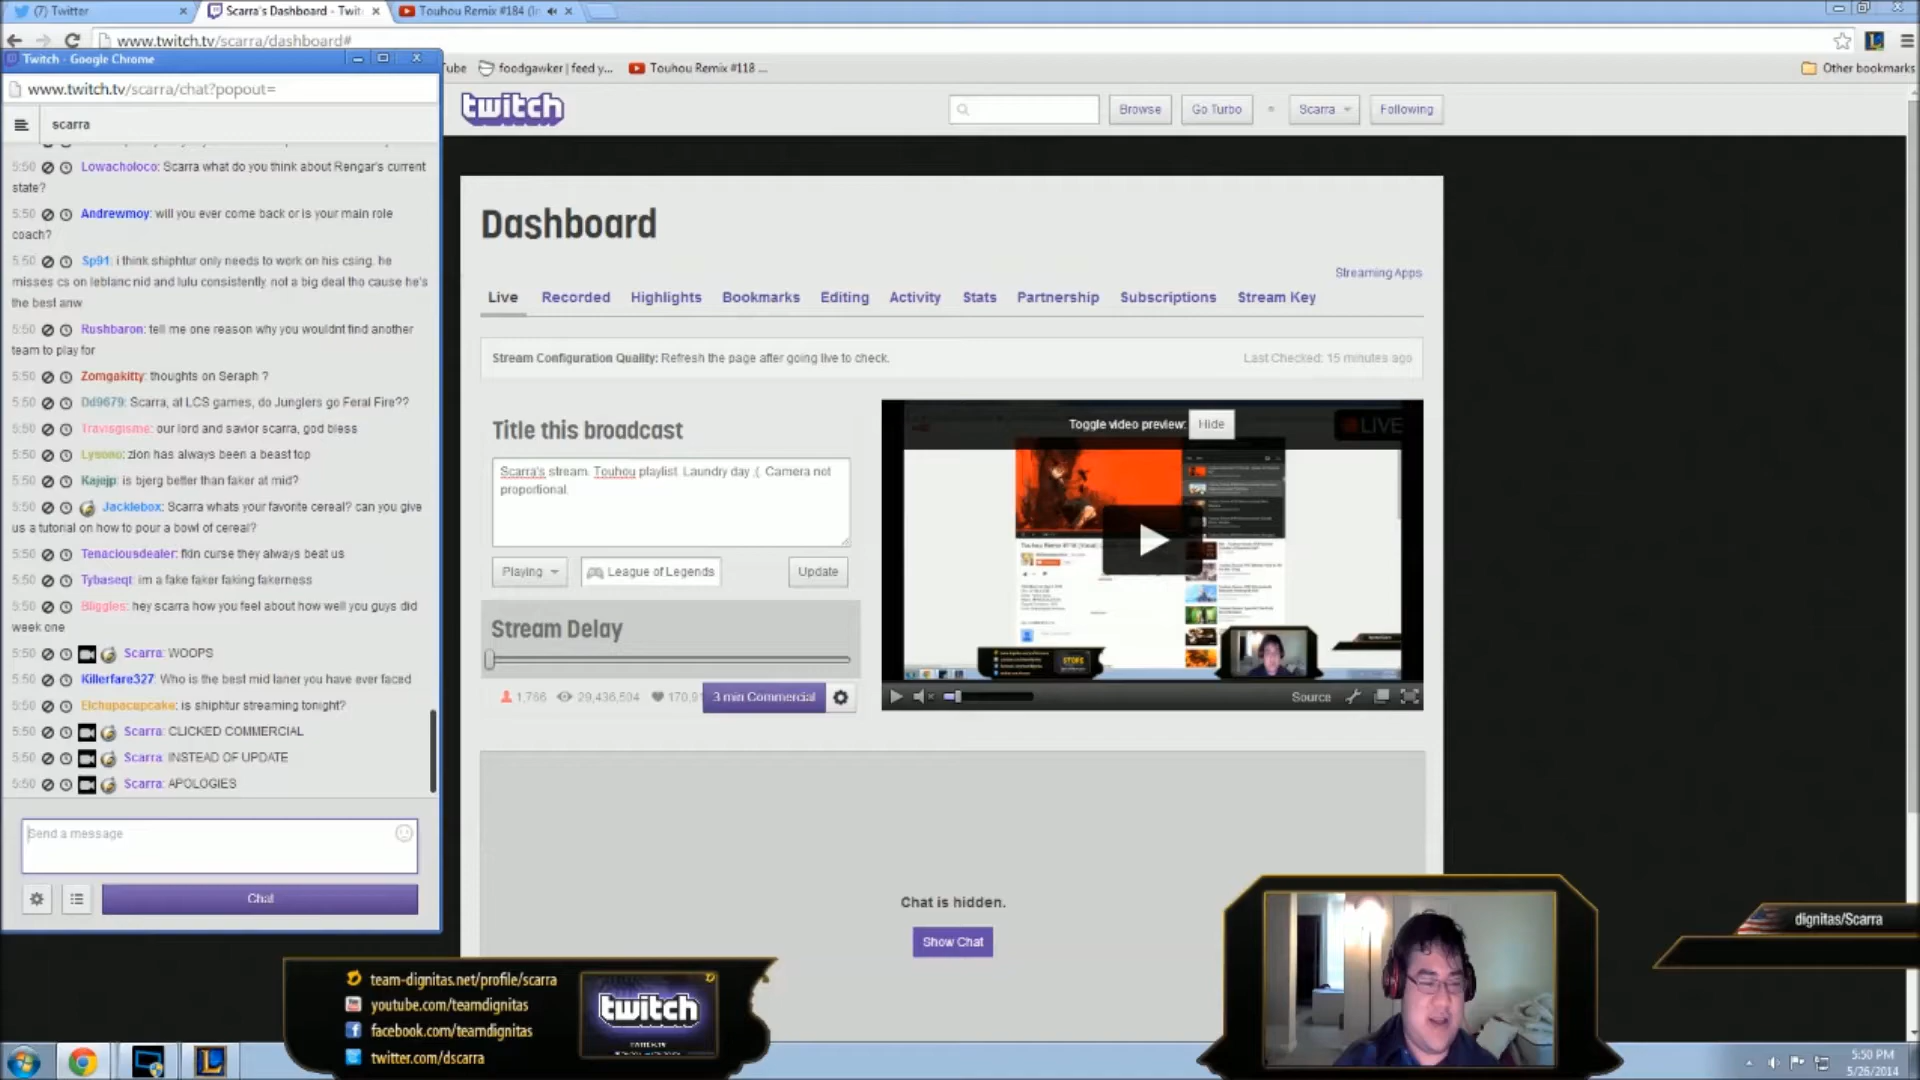 (7) Twitter
Scarra's Dashboard - Twit
Touhou Remix #184 (In
www.twitch.tv/scarra/dashboard#
Twitch - Google Chrome
www.twitch.tv/scarra/chat?popout=
scarra
5:50 Lowacholoco: Scarra what do you think about Rengar's current
state?
5:50 Andrewmoy: will you ever come back or is your main role
coach?
5:50 Sp91: i think shiphtur only needs to work on his csing. he
misses cs on leblanc nid and lulu consistently. not a big deal tho cause he's
the best anw
5:50 Rushbaron: tell me one reason why you wouldnt find another
team to play for
5:50 Zomgakitty: thoughts on Seraph ?
5:50 Dd9679: Scarra, at LCS games, do Junglers go Feral Fire??
5:50 Travisgisme: our lord and savior scarra, god bless
5:50 Lysono: zion has always been a beast top
5:50 Kajejp: is bjerg better than faker at mid?
5:50 Jacklebox: Scarra whats your favorite cereal? can you give
us a tutorial on how to pour a bowl of cereal?
5:50 Tenaciousdealer: fkin curse they always beat us
5:50 Tybaseqt: im a fake faker faking fakerness
5:50 Bliggles: hey scarra how you feel about how well you guys did
week one
5:50 Scarra: WOOPS
5:50 Killerfare327: Who is the best mid laner you have ever faced
5:50 Elchupacupcake: is shiphtur streaming tonight?
5:50 Scarra: CLICKED COMMERCIAL
5:50 Scarra: INSTEAD OF UPDATE
5:50 Scarra: APOLOGIES
Send a message
Chat
ube
foodgawker | feed y...
Touhou Remix #118 ...
Other bookmarks
twitch
Browse
Go Turbo
Scarra
Following
Dashboard
Streaming Apps
Live
Recorded
Highlights
Bookmarks
Editing
Activity
Stats
Partnership
Subscriptions
Stream Key
Stream Configuration Quality: Refresh the page after going live to check.
Last Checked: 15 minutes ago
Title this broadcast
Scarra's stream. Touhou playlist. Laundry day ;(. Camera not
proportional.
Playing
League of Legends
Update
Stream Delay
1,766
29,436,504
170,91
3 min Commercial
Toggle video preview:
Hide
LIVE
STORE
Source
Chat is hidden.
Show Chat
team-dignitas.net/profile/scarra
youtube.com/teamdignitas
facebook.com/teamdignitas
twitter.com/dscarra
twitch
TWITCH.TV
dignitas/Scarra
5:50 PM
5/26/2014